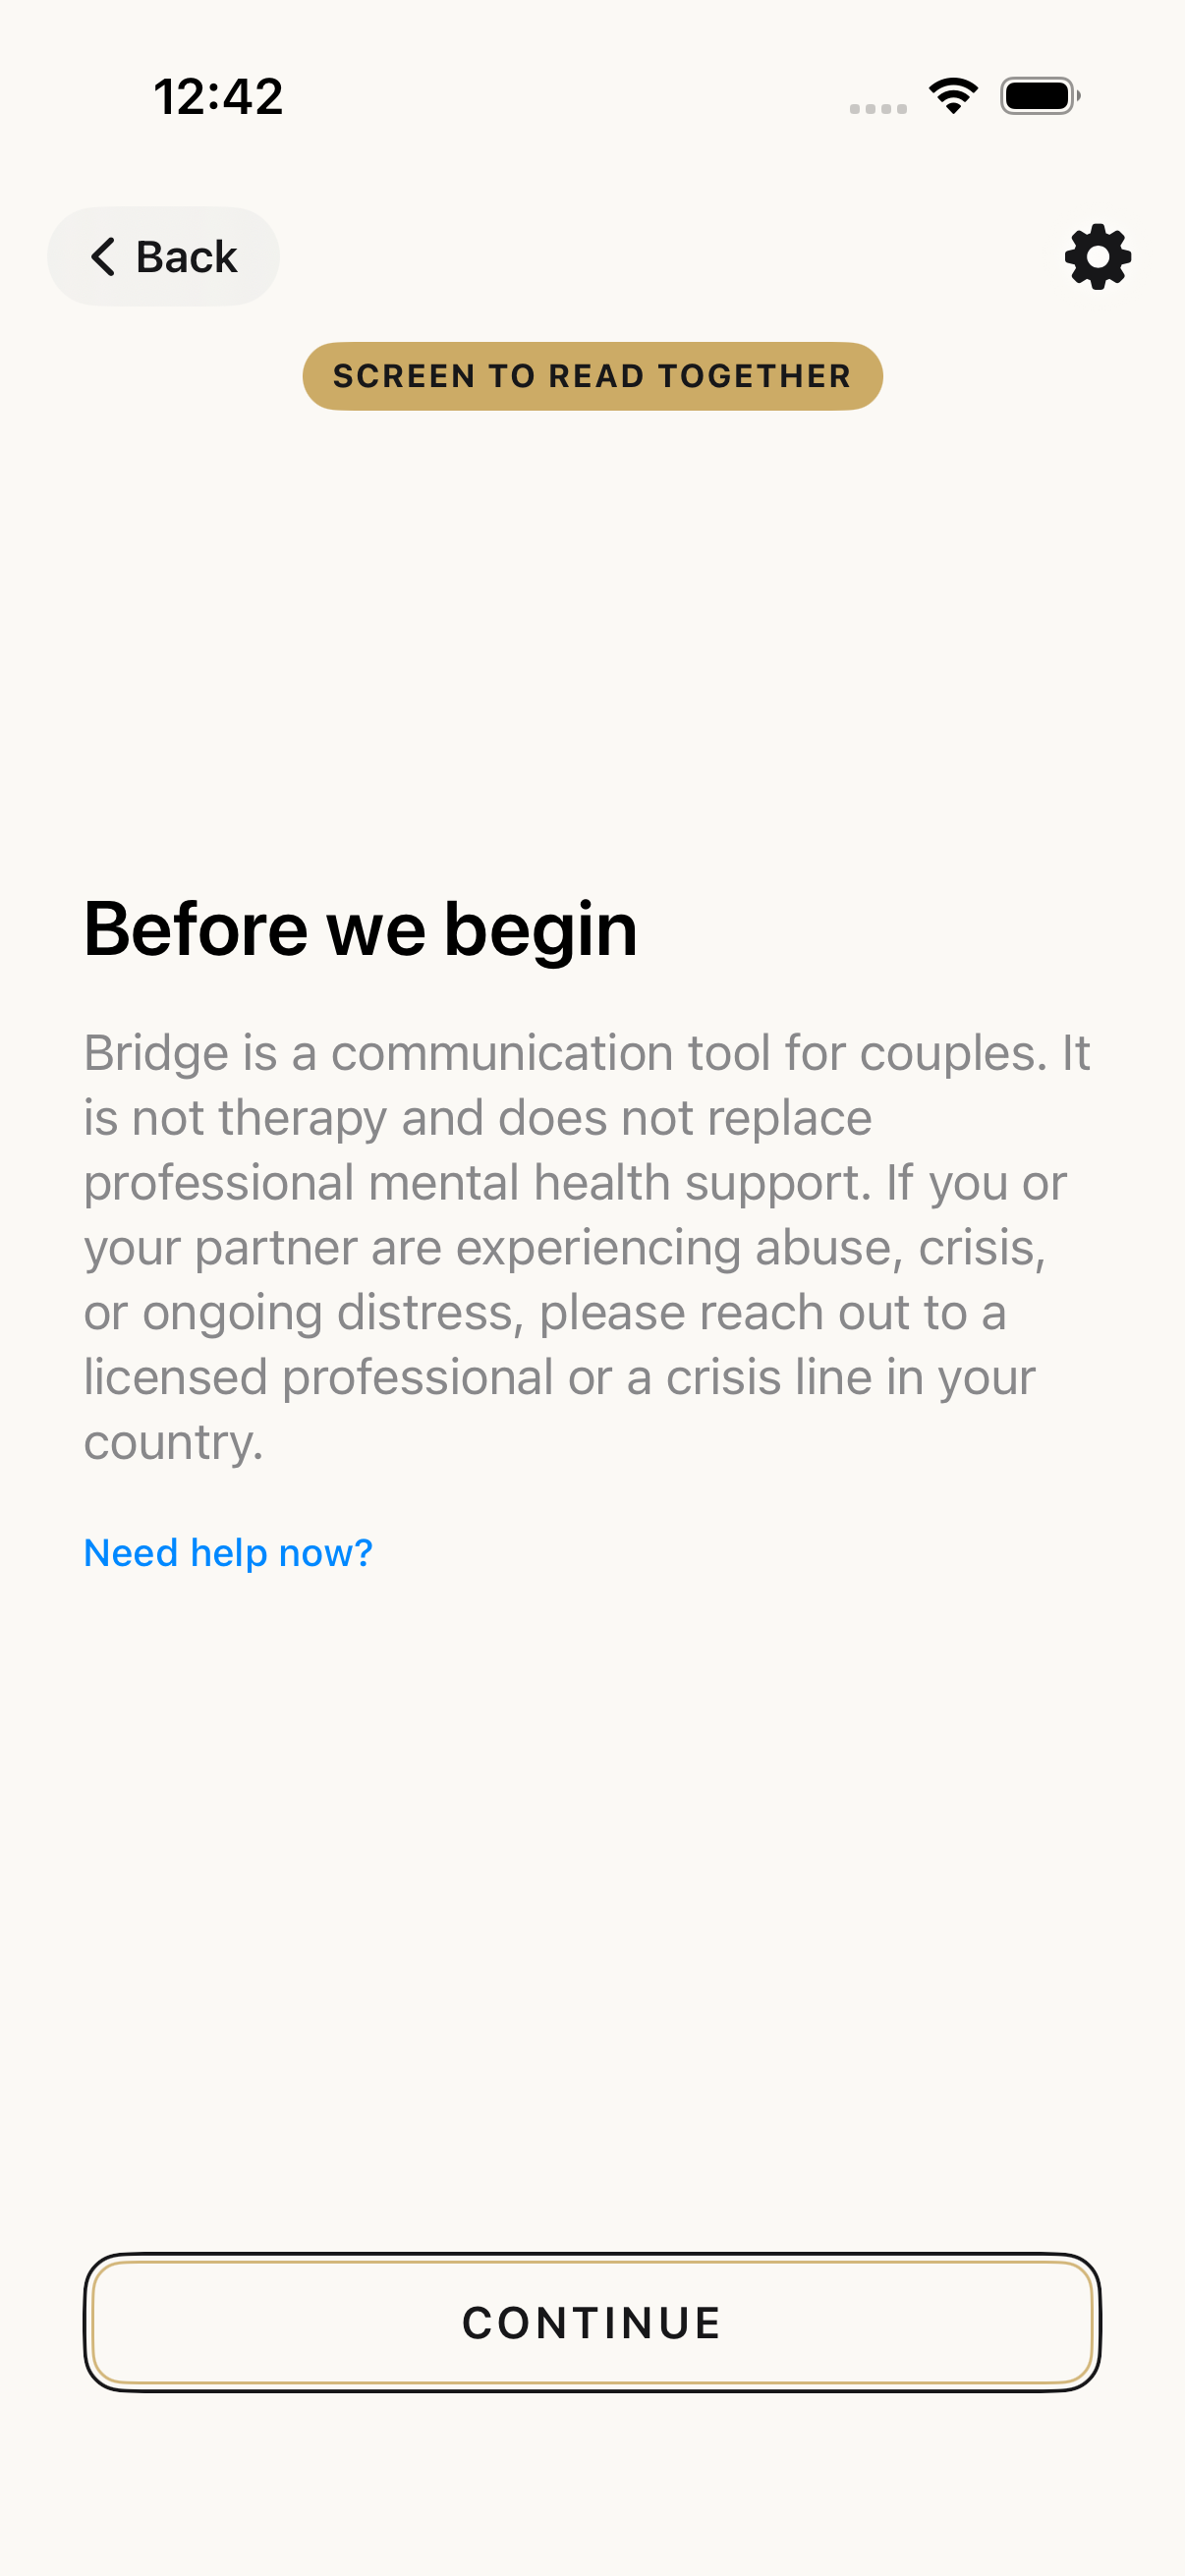 12:42
Back
SCREEN TO READ TOGETHER
Before we begin
Bridge is a communication tool for couples. It
is not therapy and does not replace
professional mental health support. If you or
your partner are experiencing abuse, crisis,
or ongoing distress, please reach out to a
licensed professional or a crisis line in your
country.
Need help now?
CONTINUE